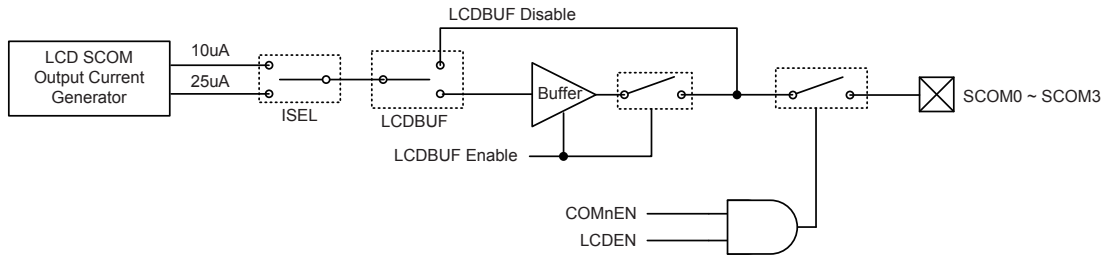 LCDBUF Disable
LCD SCOM
Output Current
Generator
10uA
25uA
ISEL
LCDBUF
Buffer
SCOM0 ~ SCOM3
LCDBUF Enable
COMnEN
LCDEN